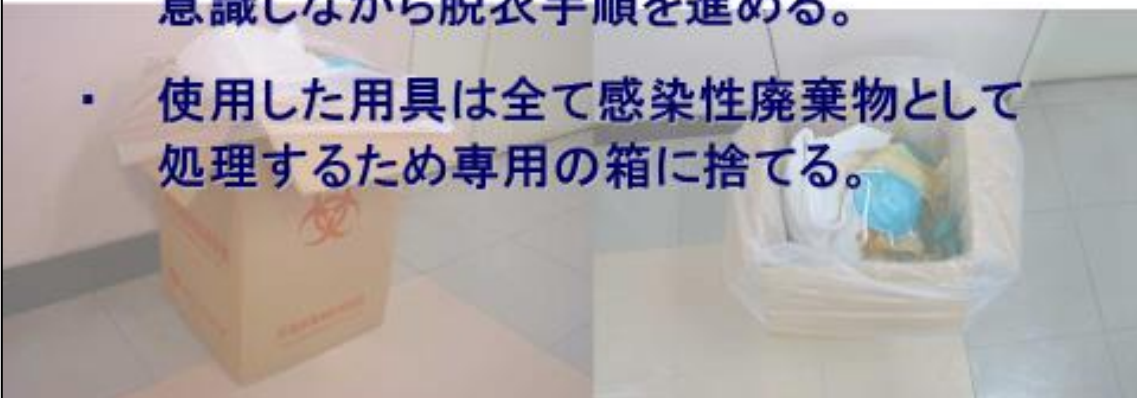 意識しながら脱衣手順を進める。
・ 使用した用具は全て感染性廃棄物として
処理するため専用の箱に捨てる。